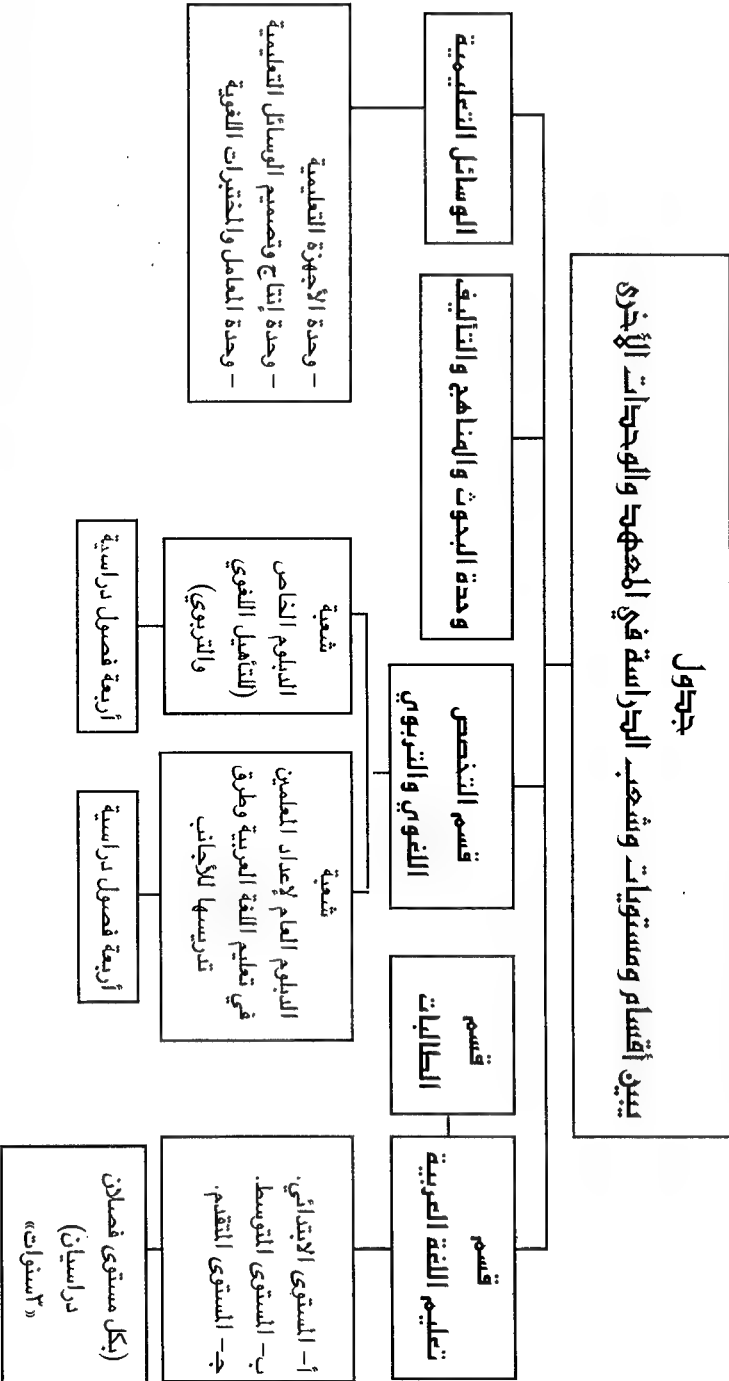 جدول
يبين أقسام ومستويات وشعب الدراسة في المعهد والوحدات الأخرى
قسم
تعليم اللغة العربية
قسم
الطالبات
قسم التخصص
اللغوي والتربوي
وحدة البحوث والمناهج والتأليف
الوسائل التعليمية
أ- المستوى الابتدائي.
ب- المستوى المتوسط.
جـ- المستوى المتقدم.
(بكل مستوى فصلان
دراسيان)
«٣سنوات»
شعبة
الدبلوم العام لإعداد المعلمين
في تعليم اللغة العربية وطرق
تدريسها للأجانب
أربعة فصول دراسية
شعبة
الدبلوم الخاص
(للتأهيل اللغوي
والتربوي)
أربعة فصول دراسية
- وحدة الأجهزة التعليمية
- وحدة إنتاج وتصميم الوسائل التعليمية
- وحدة المعامل والمختبرات اللغوية